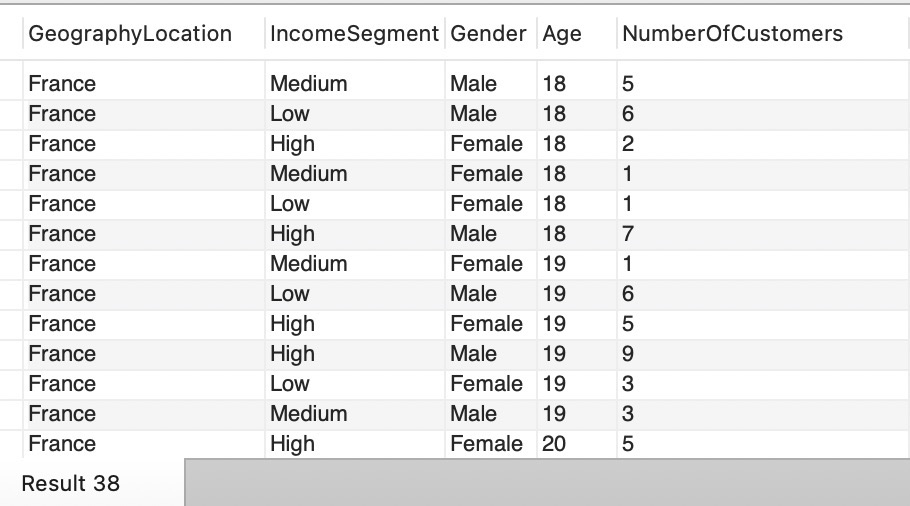 GeographyLocation IncomeSegment Gender Age NumberOfCustomers
France Medium Male 18 5
France Low Male 18 6
France High Female 18 2
France Medium Female 18 1
France Low Female 18 1
France High Male 18 7
France Medium Female 19 1
France Low Male 19 6
France High Female 19 5
France High Male 19 9
France Low Female 19 3
France Medium Male 19 3
France High Female 20 5
Result 38